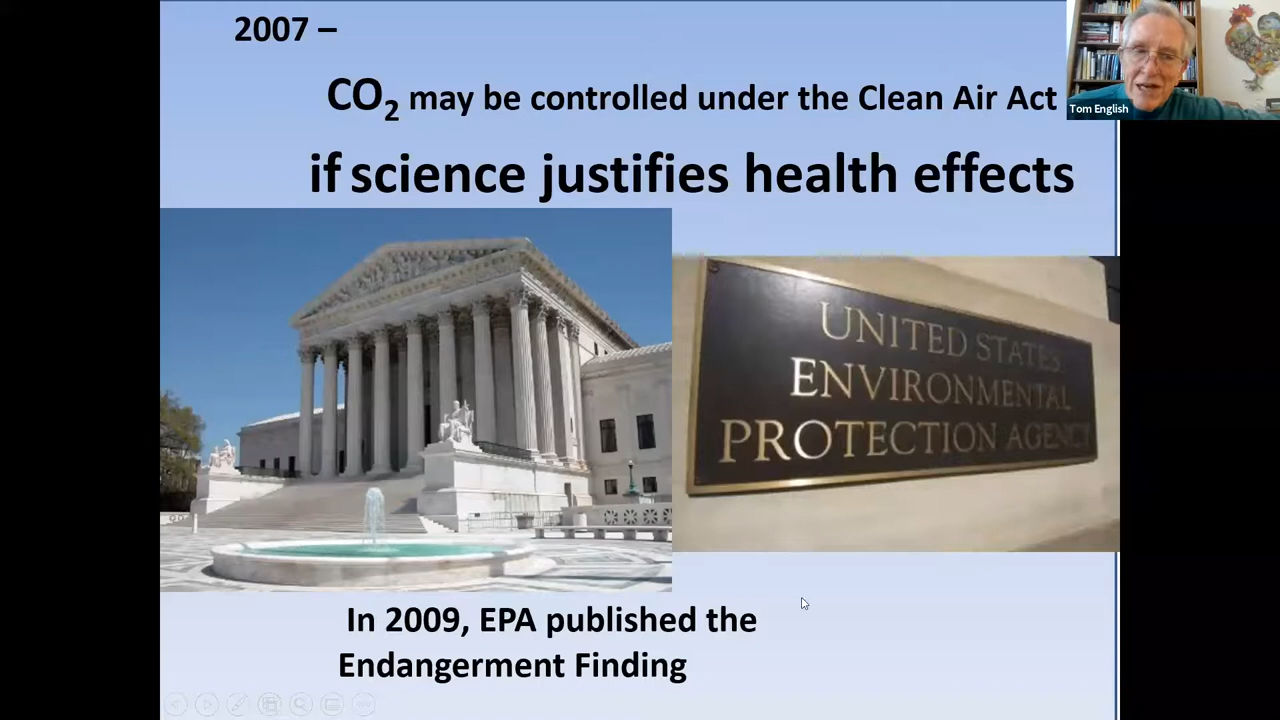 2007 –
CO₂ may be controlled under the Clean Air Act
if science justifies health effects
Tom English
UNITED STATES
ENVIRONMENTAL
PROTECTION AGENCY
In 2009, EPA published the
Endangerment Finding